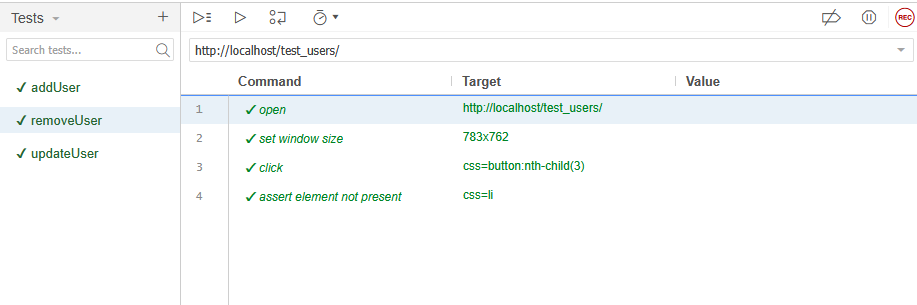 Tests
REC
Search tests...
http://localhost/test_users/
Command Target Value
addUser
removeUser
updateUser
1 open http://localhost/test_users/
2 set window size 783x762
3 click css=button:nth-child(3)
4 assert element not present css=li